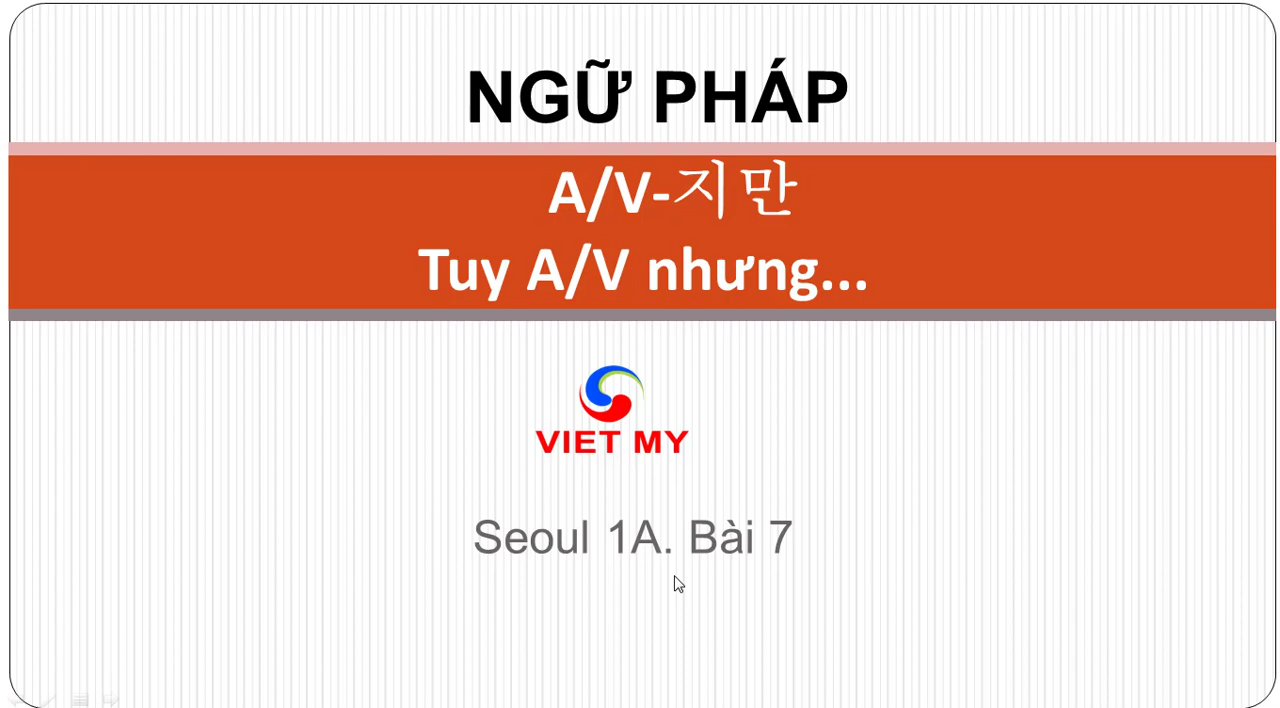 NGỮ PHÁP
A/V-지만
Tuy A/V nhưng...
VIET MY
Seoul 1A. Bài 7